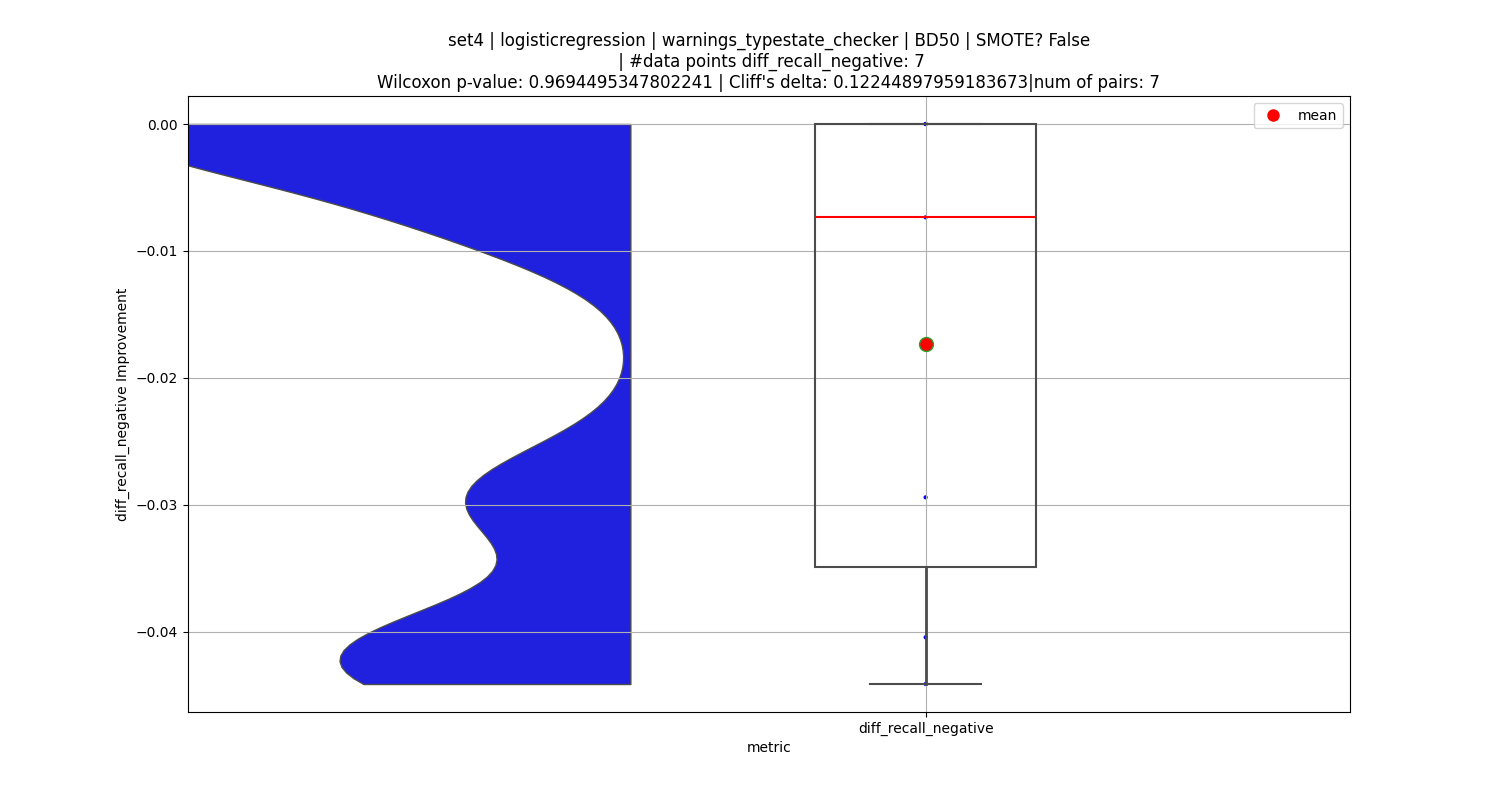 set4 | logisticregression | warnings_typestate_checker | BD50 | SMOTE? False
| #data points diff_recall_negative: 7
Wilcoxon p-value: 0.9694495347802241 | Cliff's delta: 0.12244897959183673|num of pairs: 7
mean
0.00
−0.01
−0.02
−0.03
−0.04
diff_recall_negative Improvement
diff_recall_negative
metric